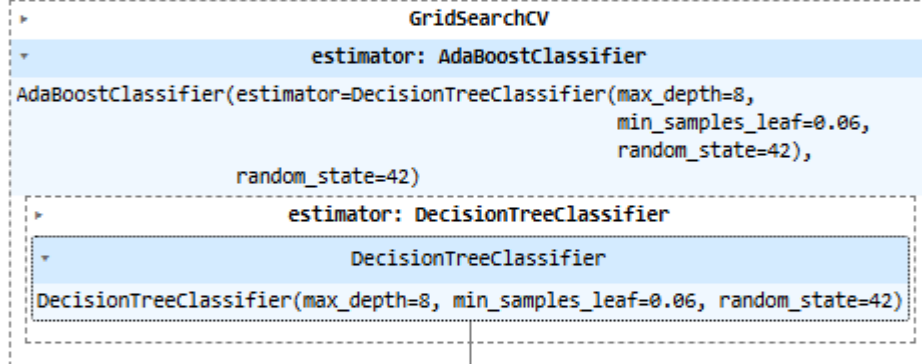 GridSearchCV
estimator: AdaBoostClassifier
AdaBoostClassifier(estimator=DecisionTreeClassifier(max_depth=8,
min_samples_leaf=0.06,
random_state=42),
random_state=42)
estimator: DecisionTreeClassifier
DecisionTreeClassifier
DecisionTreeClassifier(max_depth=8, min_samples_leaf=0.06, random_state=42)